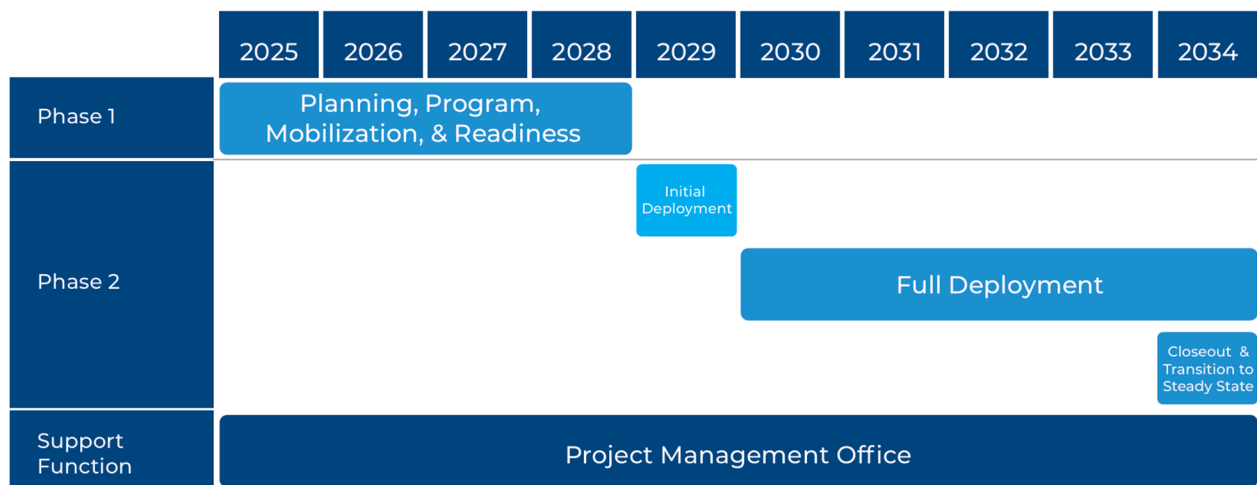 2025 2026 2027 2028 2029 2030 2031 2032 2033 2034
Phase 1
Planning, Program,
Mobilization, & Readiness
Phase 2
Initial
Deployment
Full Deployment
Closeout &
Transition to
Steady State
Support
Function
Project Management Office